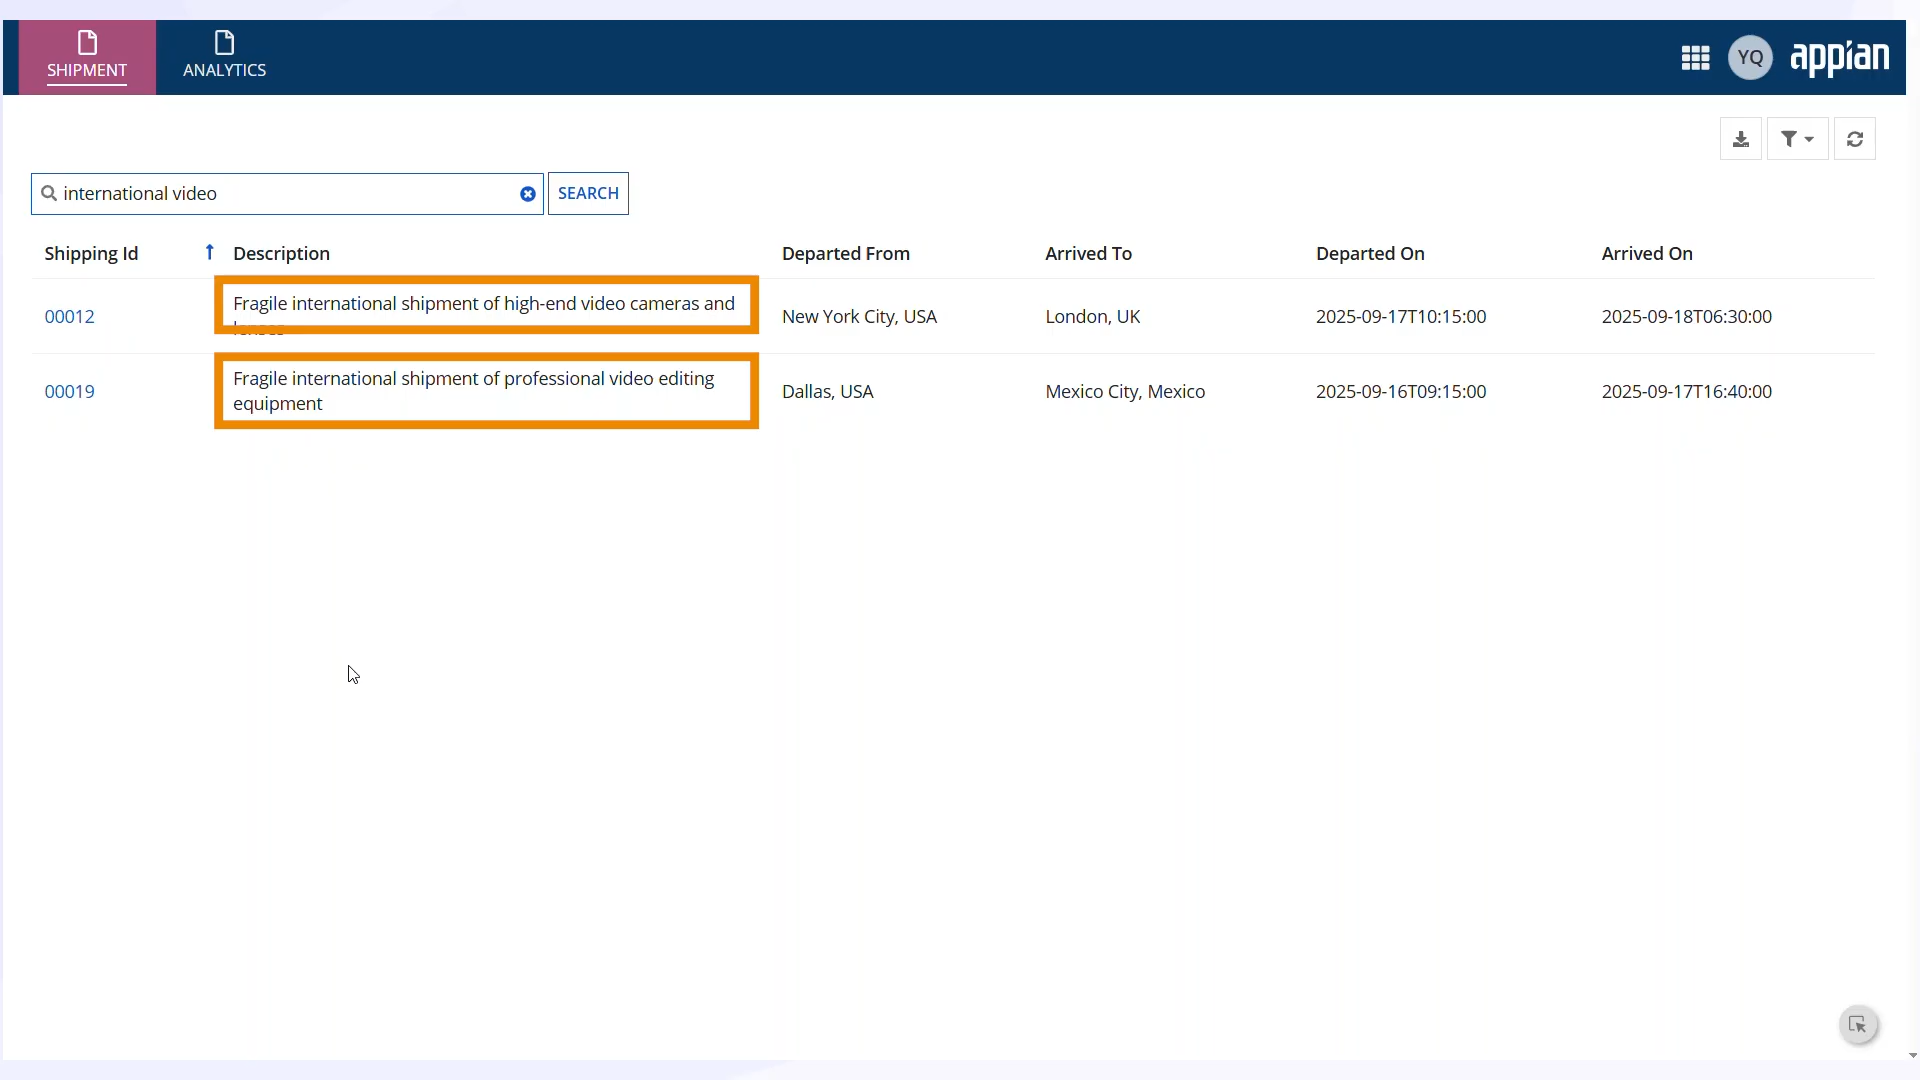 SHIPMENT
ANALYTICS
YQ
appian
international video
SEARCH
Shipping Id
Description
Departed From
Arrived To
Departed On
Arrived On
00012
Fragile international shipment of high-end video cameras and
lenses
New York City, USA
London, UK
2025-09-17T10:15:00
2025-09-18T06:30:00
00019
Fragile international shipment of professional video editing
equipment
Dallas, USA
Mexico City, Mexico
2025-09-16T09:15:00
2025-09-17T16:40:00